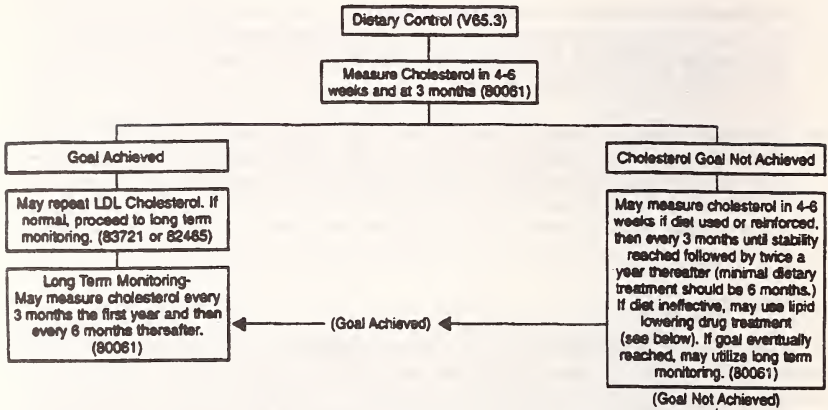 Dietary Control (V65.3)
Measure Cholesterol in 4-6
weeks and at 3 months (80061)
Goal Achieved
May repeat LDL Cholesterol. If
normal, proceed to long term
monitoring. (83721 or 82465)
Long Term Monitoring-
May measure cholesterol every
3 months the first year and then
every 6 months thereafter.
(80061)
(Goal Achieved)
Cholesterol Goal Not Achieved
May measure cholesterol in 4-6
weeks if diet used or reinforced,
then every 3 months until stability
reached followed by twice a
year thereafter (minimal dietary
treatment should be 6 months.)
If diet ineffective, may use lipid
lowering drug treatment
(see below). If goal eventually
reached, may utilize long term
monitoring. (80061)
(Goal Not Achieved)